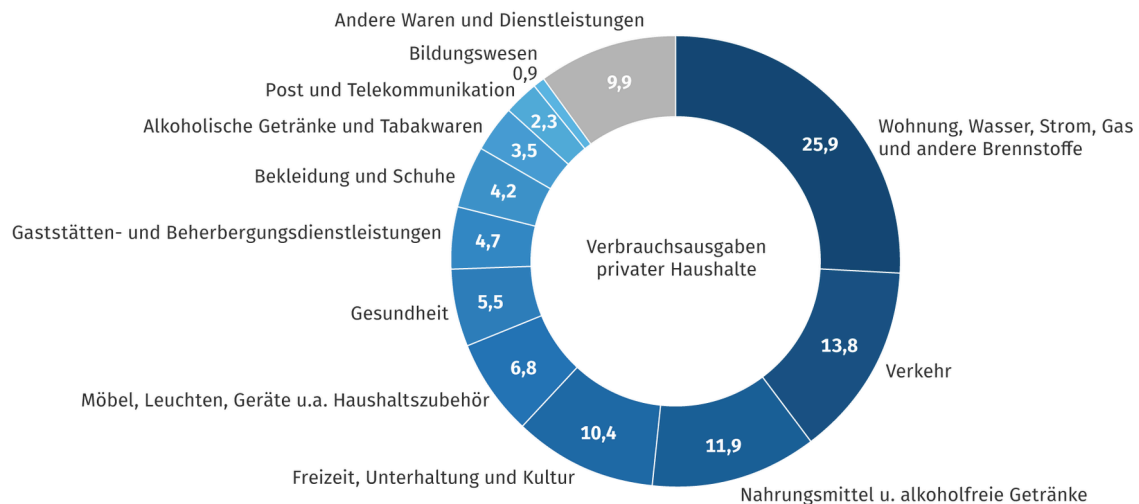 Andere Waren und Dienstleistungen
9,9
Bildungswesen
0,9
Post und Telekommunikation
2,3
Alkoholische Getränke und Tabakwaren
3,5
Bekleidung und Schuhe
4,2
Gaststätten- und Beherbergungsdienstleistungen
4,7
Gesundheit
5,5
Möbel, Leuchten, Geräte u.a. Haushaltszubehör
6,8
Freizeit, Unterhaltung und Kultur
10,4
Nahrungsmittel u. alkoholfreie Getränke
11,9
Verkehr
13,8
Wohnung, Wasser, Strom, Gas
und andere Brennstoffe
25,9
Verbrauchsausgaben
privater Haushalte